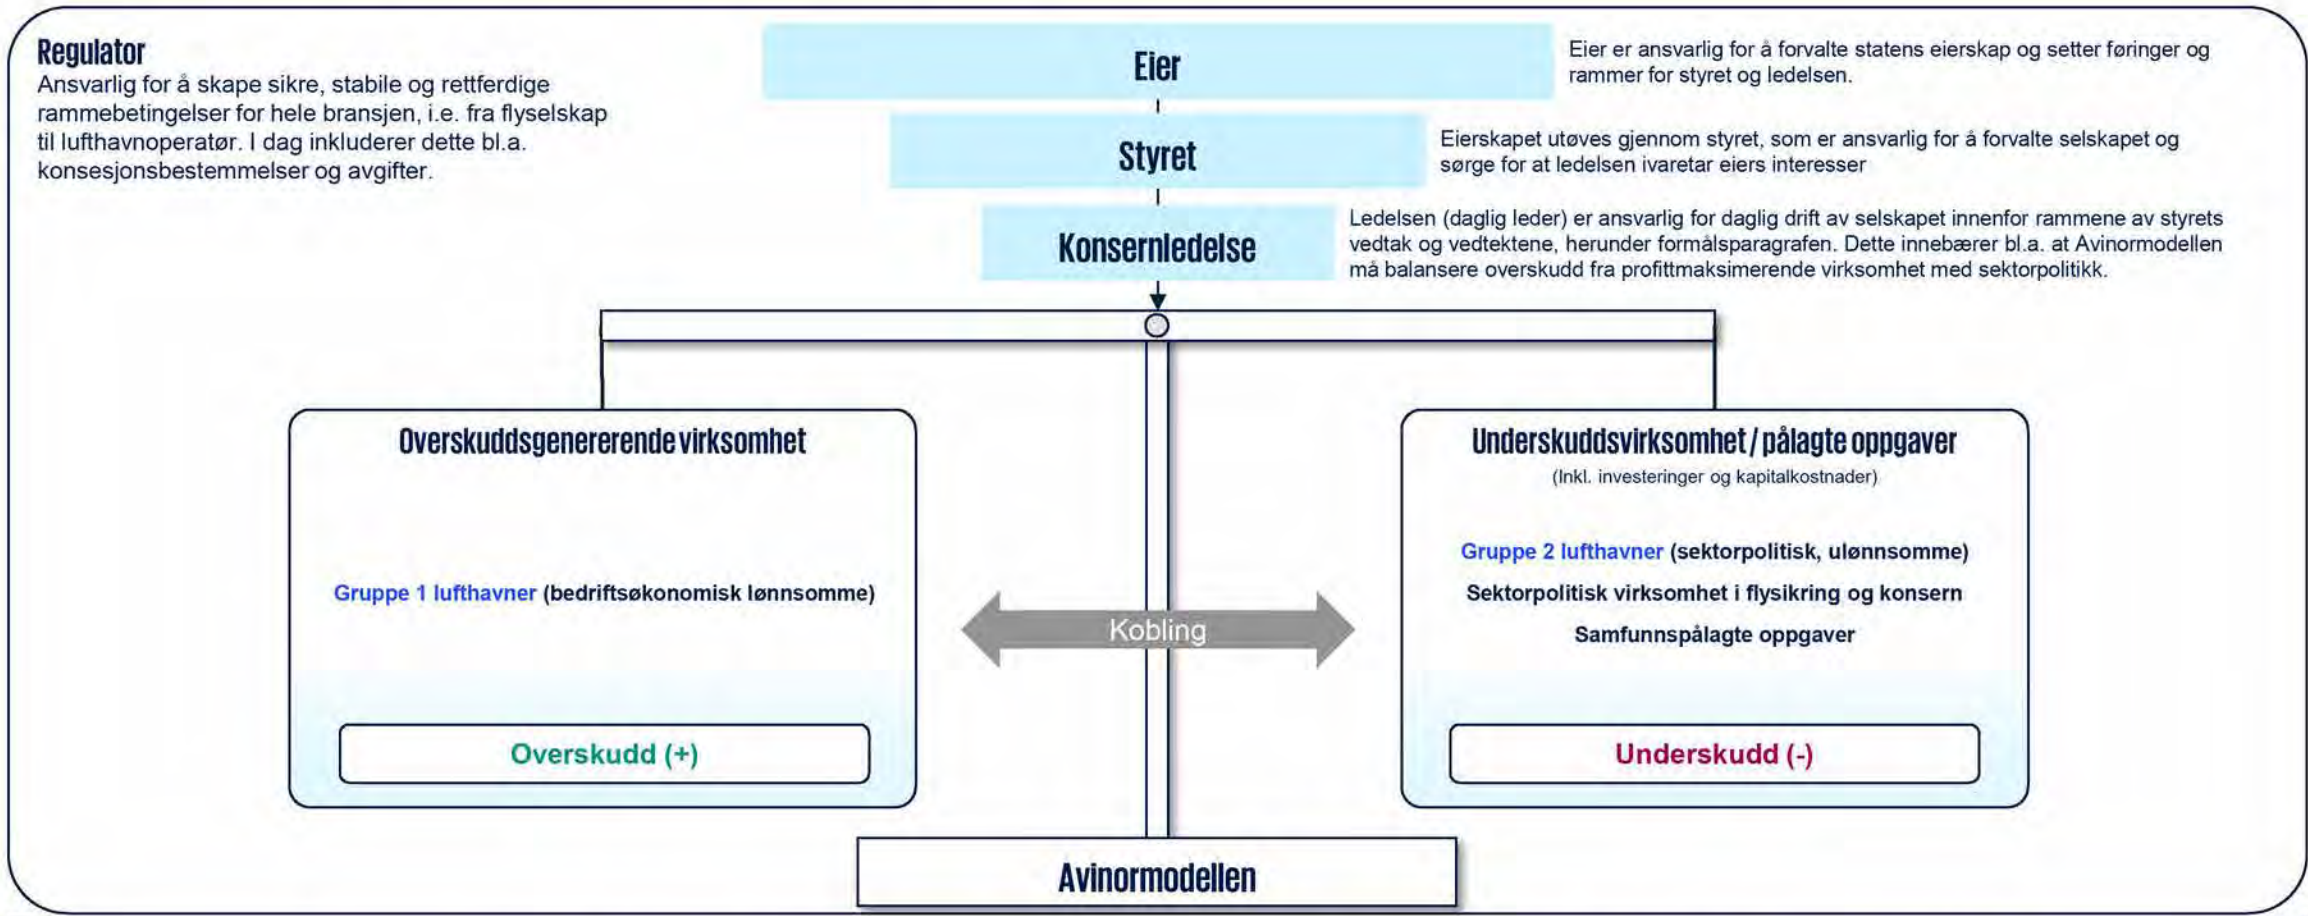 Regulator
Ansvarlig for å skape sikre, stabile og rettferdige
rammebetingelser for hele bransjen, i.e. fra flyselskap
til lufthavnoperatør. I dag inkluderer dette bl.a.
konsesjonsbestemmelser og avgifter.
Eier
Eier er ansvarlig for å forvalte statens eierskap og setter føringer og
rammer for styret og ledelsen.
Styret
Eierskapet utøves gjennom styret, som er ansvarlig for å forvalte selskapet og
sørge for at ledelsen ivaretar eiers interesser
Konsernledelse
Ledelsen (daglig leder) er ansvarlig for daglig drift av selskapet innenfor rammene av styrets
vedtak og vedtektene, herunder formålsparagrafen. Dette innebærer bl.a. at Avinormodellen
må balansere overskudd fra profittmaksimerende virksomhet med sektorpolitikk.
Overskuddsgenererende virksomhet
Gruppe 1 lufthavner (bedriftsøkonomisk lønnsomme)
Overskudd (+)
Kobling
Underskuddsvirksomhet / pålagte oppgaver
(Inkl. investeringer og kapitalkostnader)
Gruppe 2 lufthavner (sektorpolitisk, ulønnsomme)
Sektorpolitisk virksomhet i flysikring og konsern
Samfunnspålagte oppgaver
Underskudd (-)
Avinormodellen